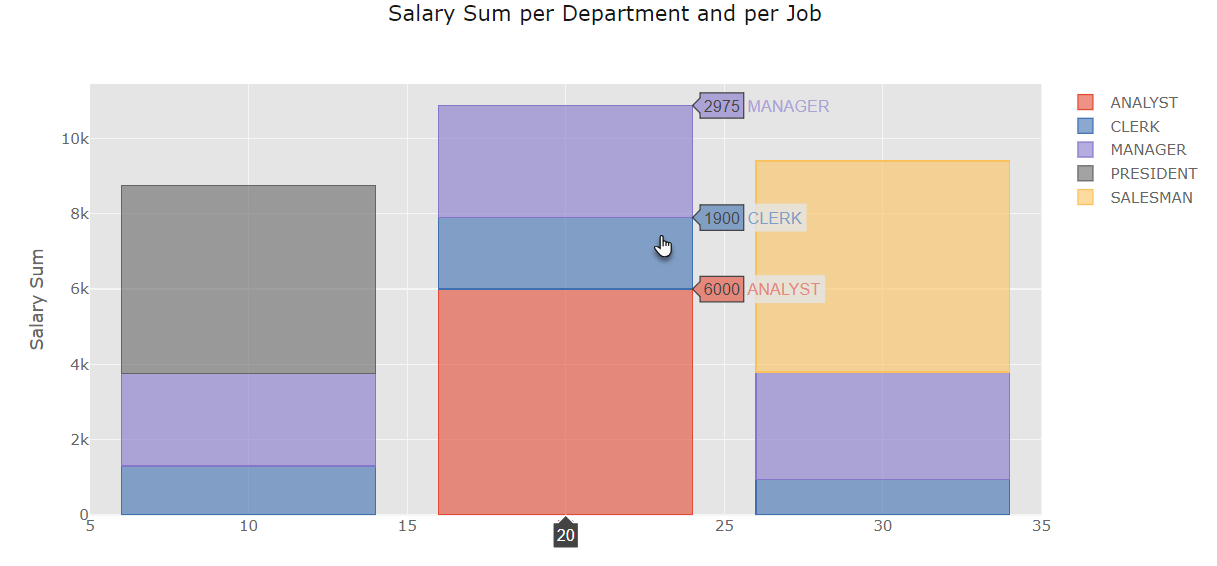 Salary Sum per Department and per Job
Salary Sum
10k
8k
6k
4k
2k
0
5
10
15
20
25
30
35
2975 MANAGER
1900 CLERK
6000 ANALYST
ANALYST
CLERK
MANAGER
PRESIDENT
SALESMAN